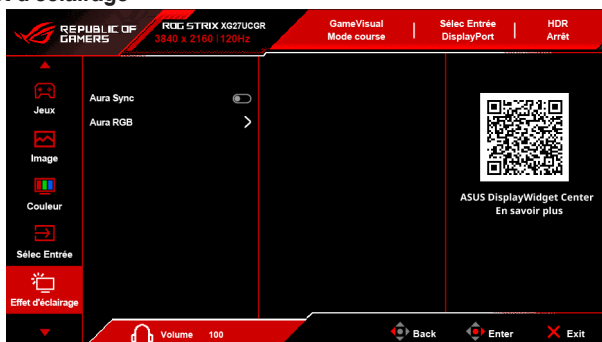 REPUBLIC OF
GAMERS
ROG STRIX XG27UCGR
3840 x 2160 | 120Hz
GameVisual
Mode course
Sélec Entrée
DisplayPort
HDR
Arrêt
Jeux
Image
Couleur
Sélec Entrée
Effet d'éclairage
Aura Sync
Aura RGB
ASUS DisplayWidget Center
En savoir plus
Volume 100
Back
Enter
Exit